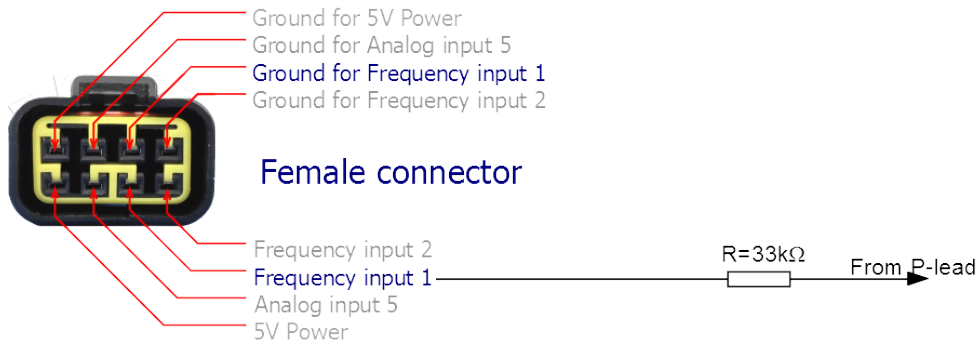 Ground for 5V Power
Ground for Analog input 5
Ground for Frequency input 1
Ground for Frequency input 2
Female connector
Frequency input 2
Frequency input 1
Analog input 5
5V Power
R=33kΩ
From P-lead